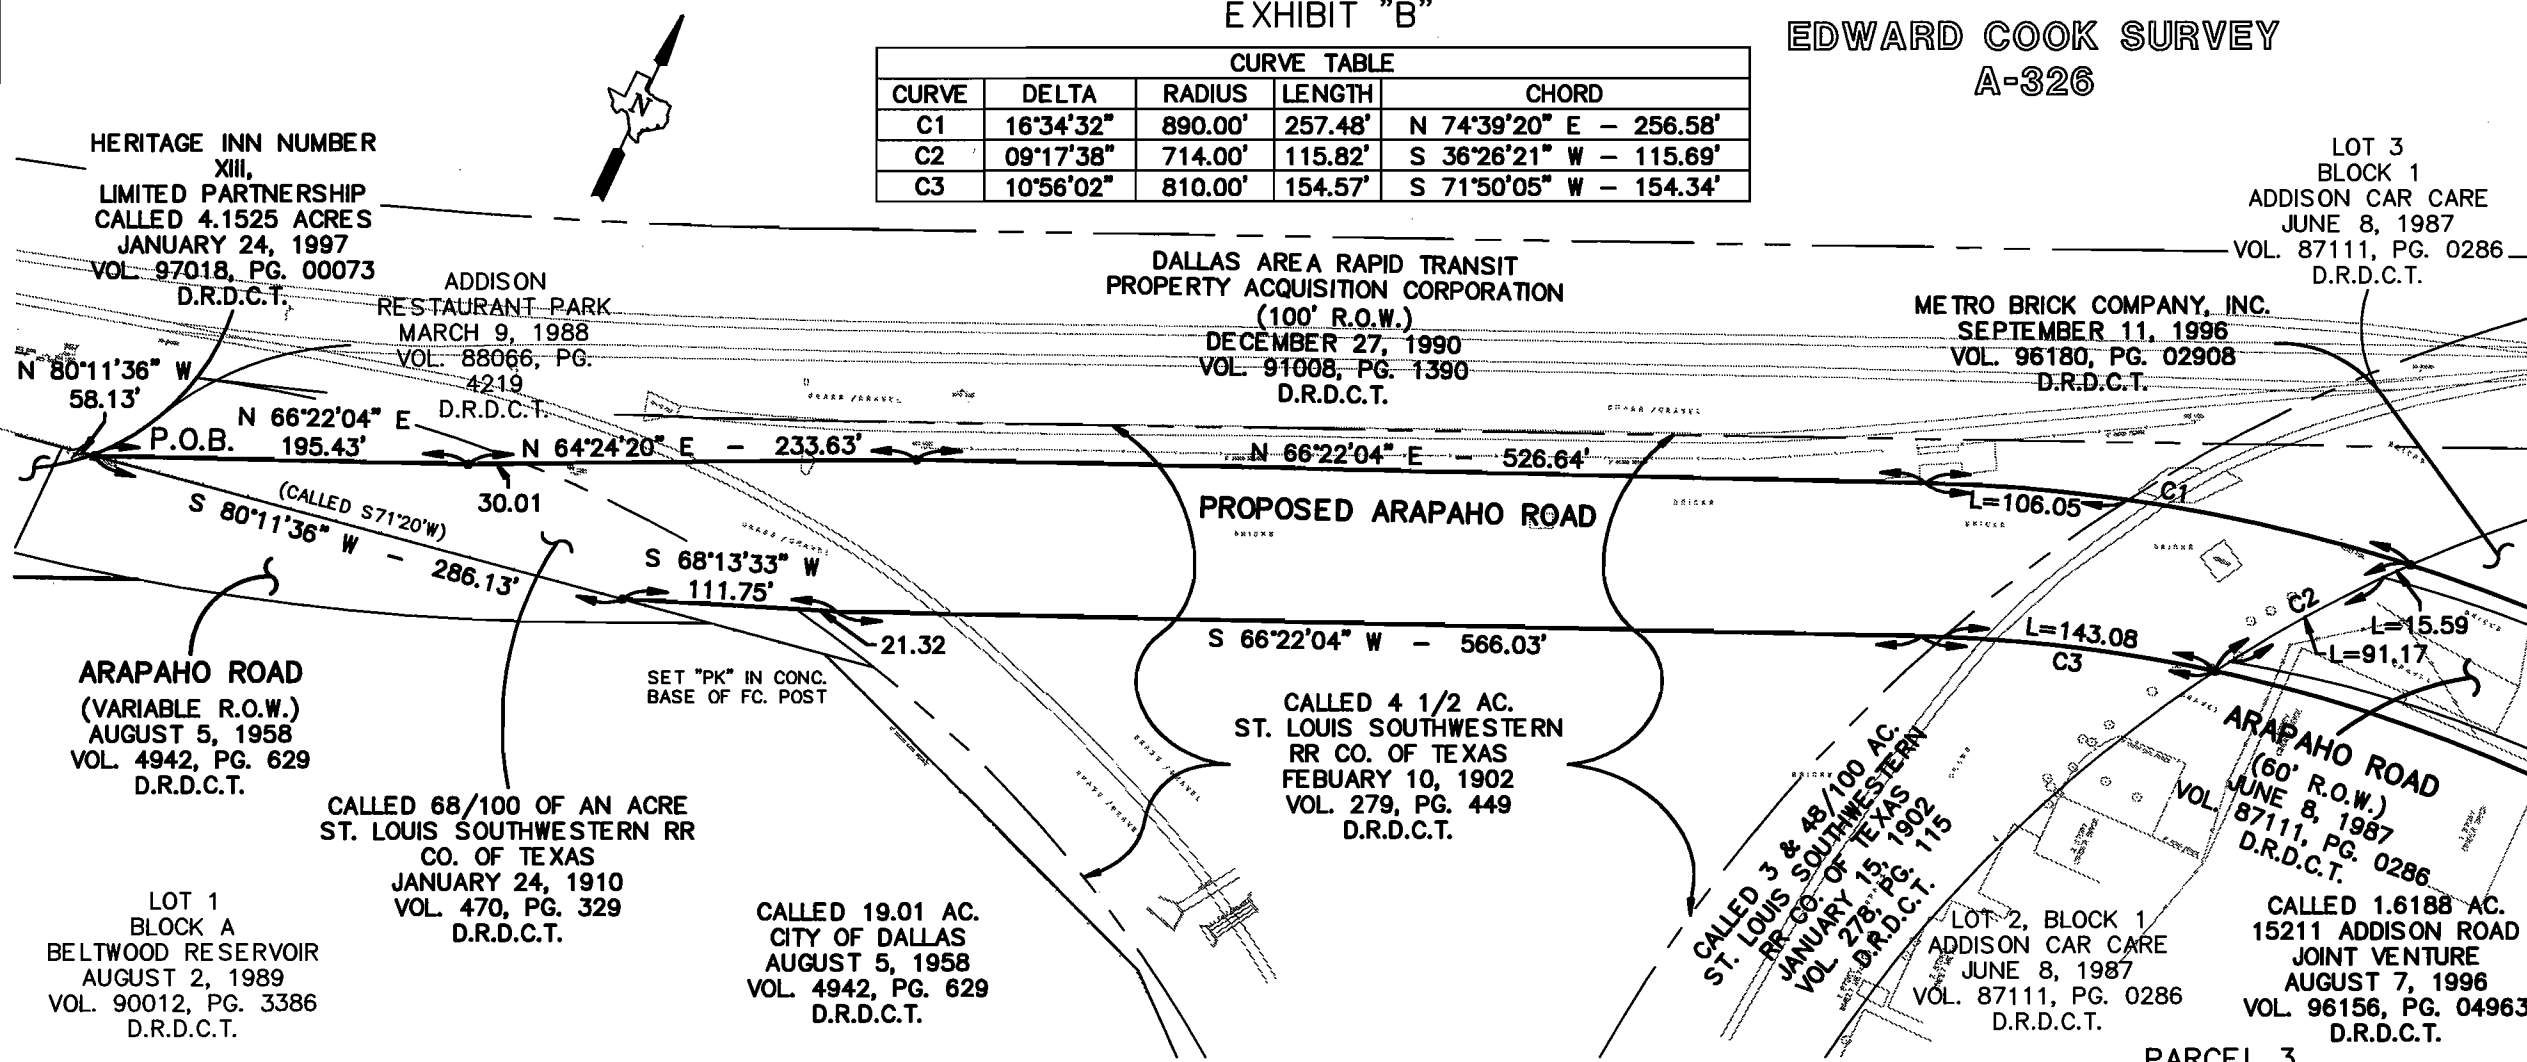 EXHIBIT "B"
EDWARD COOK SURVEY
A-326
CURVE TABLE
CURVE DELTA RADIUS LENGTH CHORD
C1 16°34'32" 890.00' 257.48' N 74°39'20" E - 256.58'
C2 09°17'38" 714.00' 115.82' S 36°26'21" W - 115.69'
C3 10°56'02" 810.00' 154.57' S 71°50'05" W - 154.34'
N
HERITAGE INN NUMBER
XIII,
LIMITED PARTNERSHIP
CALLED 4.1525 ACRES
JANUARY 24, 1997
VOL. 97018, PG. 00073
D.R.D.C.T.
ADDISON
RESTAURANT PARK
MARCH 9, 1988
VOL. 88066, PG.
4219
D.R.D.C.T.
DALLAS AREA RAPID TRANSIT
PROPERTY ACQUISITION CORPORATION
(100' R.O.W.)
DECEMBER 27, 1990
VOL. 91008, PG. 1390
D.R.D.C.T.
LOT 3
BLOCK 1
ADDISON CAR CARE
JUNE 8, 1987
VOL. 87111, PG. 0286
D.R.D.C.T.
METRO BRICK COMPANY, INC.
SEPTEMBER 11, 1996
VOL. 96180, PG. 02908
D.R.D.C.T.
N 80°11'36" W
58.13'
P.O.B.
N 66°22'04" E
195.43'
N 64°24'20" E - 233.63'
30.01
N 66°22'04" E - 526.64'
GRASS /GRAVEL
GRASS /GRAVEL
PROPOSED ARAPAHO ROAD
BRICKS
BRICKS
BRICKS
BRICKS
L=106.05
C1
(CALLED S71°20'W)
S 80°11'36" W - 286.13'
S 68°13'33" W
111.75'
GRASS /GRAVEL
21.32
S 66°22'04" W - 566.03'
L=143.08
C3
C2
L=15.59
L=91.17
BRICKS
SET "PK" IN CONC.
BASE OF FC. POST
ARAPAHO ROAD
(VARIABLE R.O.W.)
AUGUST 5, 1958
VOL. 4942, PG. 629
D.R.D.C.T.
CALLED 68/100 OF AN ACRE
ST. LOUIS SOUTHWESTERN RR
CO. OF TEXAS
JANUARY 24, 1910
VOL. 470, PG. 329
D.R.D.C.T.
CALLED 4 1/2 AC.
ST. LOUIS SOUTHWESTERN
RR CO. OF TEXAS
FEBUARY 10, 1902
VOL. 279, PG. 449
D.R.D.C.T.
GRASS /GRAVEL
GRASS /GRAVEL
BRICKS
CALLED 3 & 48/100 AC.
ST. LOUIS SOUTHWESTERN
RR CO. OF TEXAS
JANUARY 15, 1902
VOL. 278, PG. 115
D.R.D.C.T.
ARAPAHO ROAD
(60' R.O.W.)
JUNE 8, 1987
VOL. 87111, PG. 0286
D.R.D.C.T.
LOT 1
BLOCK A
BELTWOOD RESERVOIR
AUGUST 2, 1989
VOL. 90012, PG. 3386
D.R.D.C.T.
CALLED 19.01 AC.
CITY OF DALLAS
AUGUST 5, 1958
VOL. 4942, PG. 629
D.R.D.C.T.
LOT 2, BLOCK 1
ADDISON CAR CARE
JUNE 8, 1987
VOL. 87111, PG. 0286
D.R.D.C.T.
CALLED 1.6188 AC.
15211 ADDISON ROAD
JOINT VENTURE
AUGUST 7, 1996
VOL. 96156, PG. 04963
D.R.D.C.T.
PARCEL 3